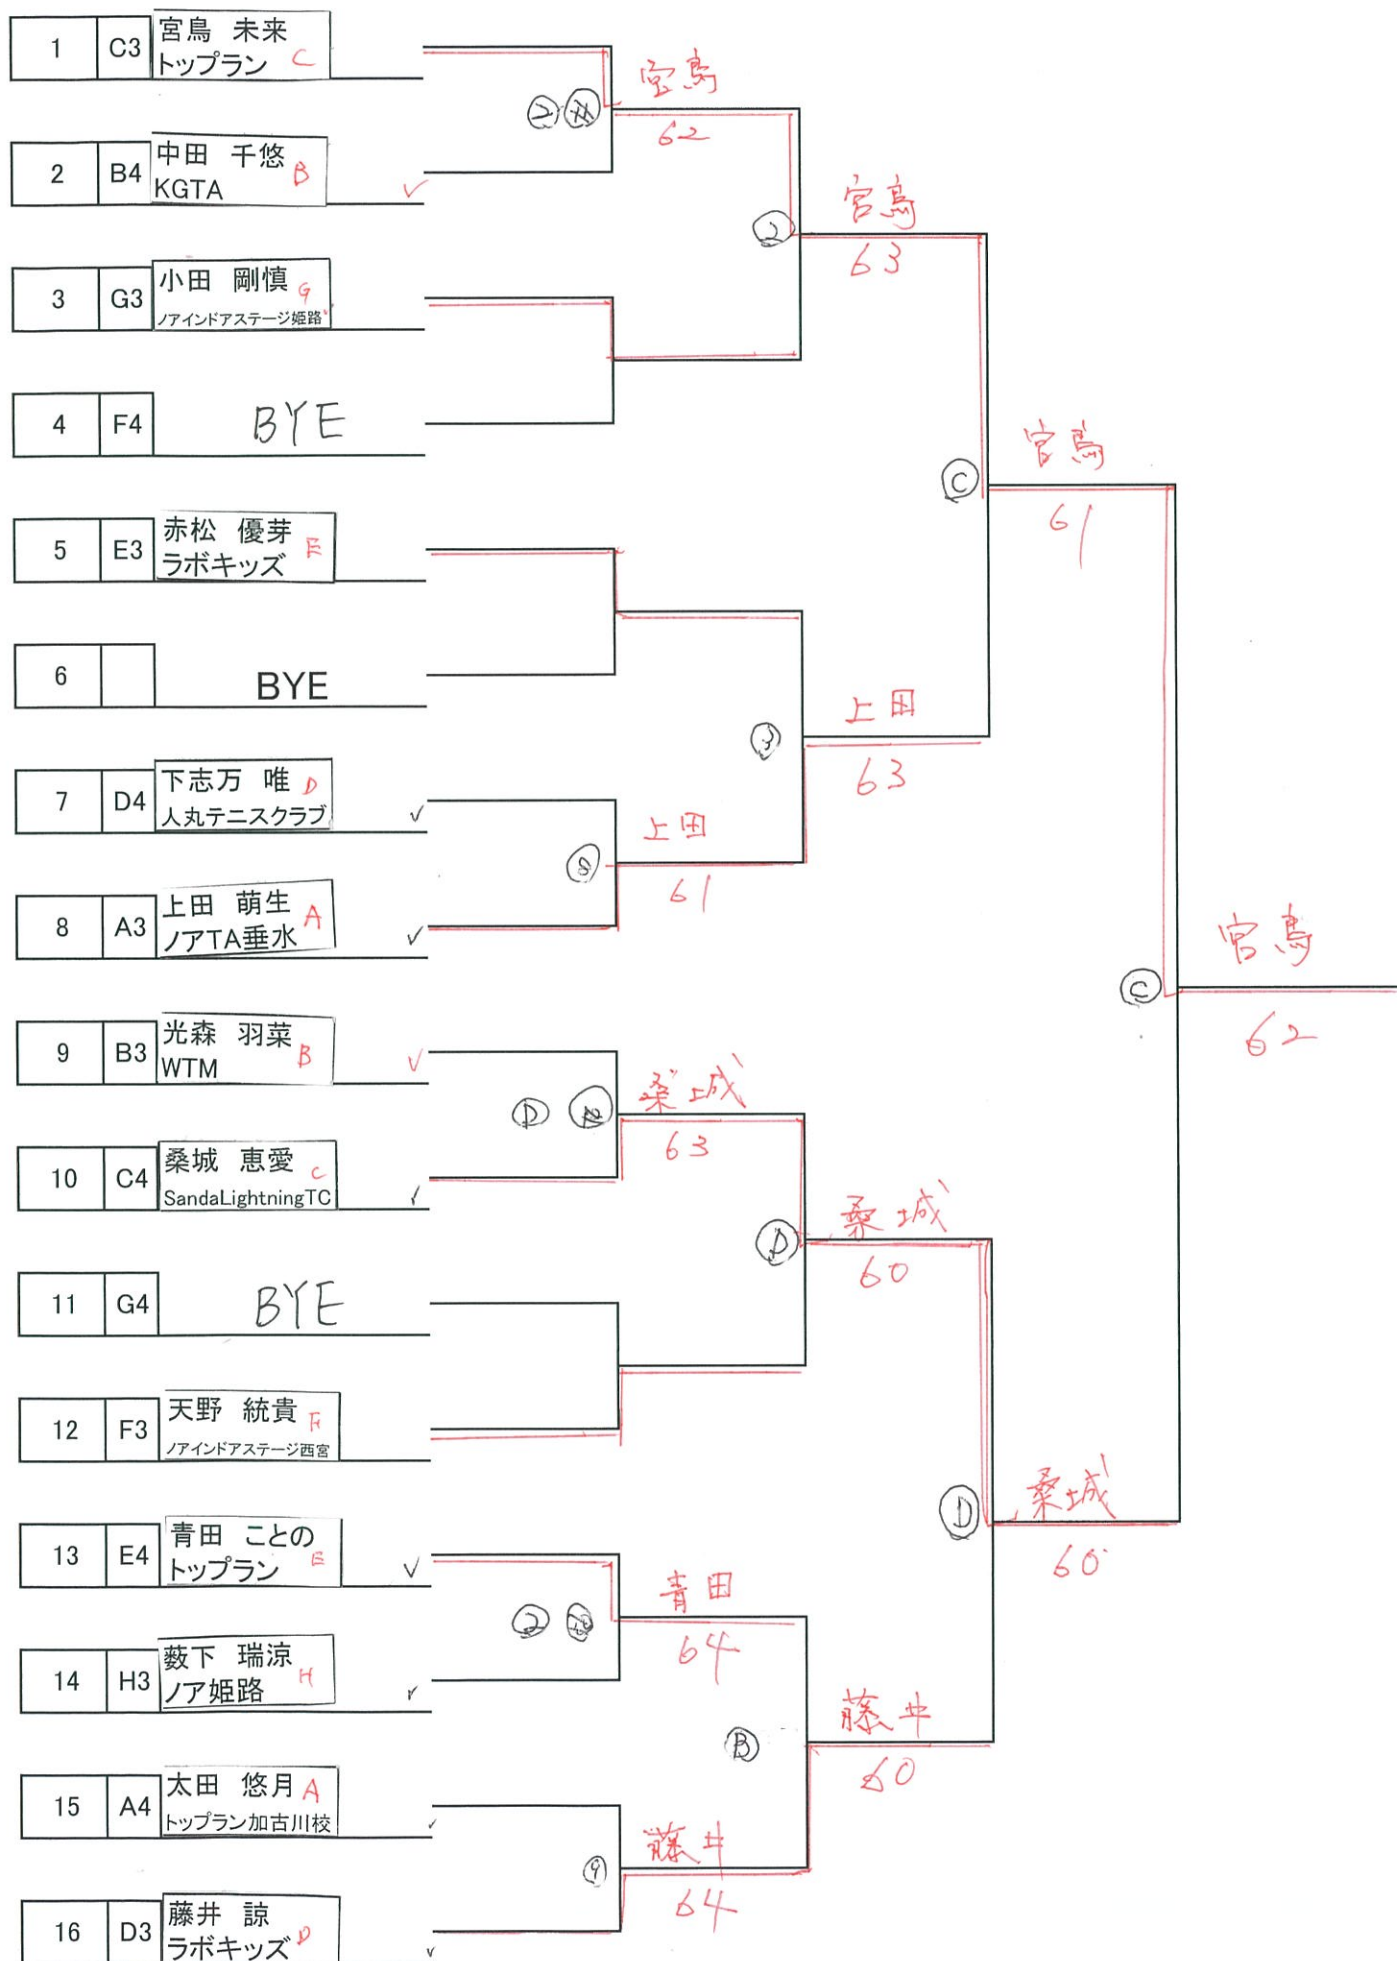 1 C3 宮島 未来
トップラン C
宮島
62
2 B4 中田 千悠 B
KGTA ✓
② 宮島
63
3 G3 小田 剛慎 G
ノアインドアステージ姫路
4 F4 BYE
Ⓒ 宮島
61
5 E3 赤松 優芽 E
ラボキッズ
6 BYE
③ 上田
63
7 D4 下志万 唯 D
人丸テニスクラブ ✓
⑧ 上田
61
8 A3 上田 萌生 A
ノアTA垂水 ✓
Ⓒ 宮島
62
9 B3 光森 羽菜 B
WTM ✓
Ⓓ 桑城
63
10 C4 桑城 恵愛 C
SandaLightningTC ✓
Ⓓ 桑城
60
11 G4 BYE
12 F3 天野 統貴 F
ノアインドアステージ西宮
Ⓓ 桑城
60
13 E4 青田 ことの E
トップラン ✓
② 青田
64
14 H3 薮下 瑞涼 H
ノア姫路 ✓
Ⓑ 藤井
60
15 A4 太田 悠月 A
トップラン加古川校 ✓
⑨ 藤井
64
16 D3 藤井 諒
ラボキッズ D ✓